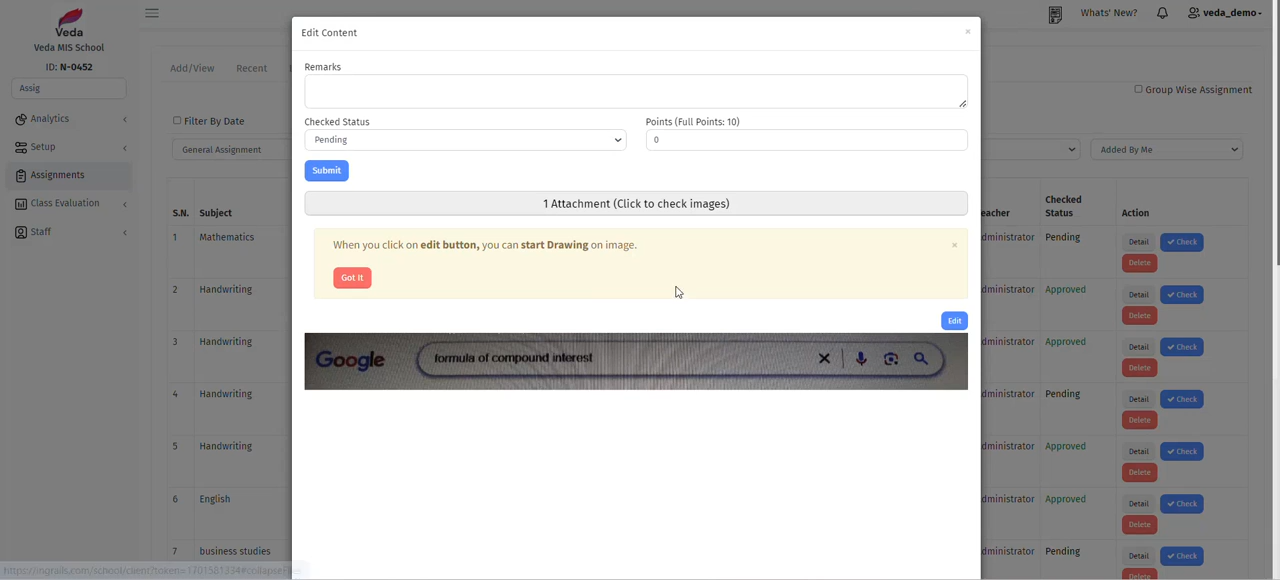 Veda
Veda MIS School
ID: N-0452
Assig
Analytics
Setup
Assignments
Class Evaluation
Staff
Whats' New?
veda_demo
Add/View
Recent
Group Wise Assignment
Filter By Date
General Assignment
Added By Me
Edit Content
×
Remarks
Checked Status
Points (Full Points: 10)
Pending
0
Submit
1 Attachment (Click to check images)
When you click on edit button, you can start Drawing on image.
×
Got It
Edit
Google formula of compound interest
S.N. Subject
eacher
Checked
Status
Action
1 Mathematics
dministrator Pending Detail Check
Delete
2 Handwriting
dministrator Approved Detail Check
Delete
3 Handwriting
dministrator Approved Detail Check
Delete
4 Handwriting
dministrator Pending Detail Check
Delete
5 Handwriting
dministrator Approved Detail Check
Delete
6 English
dministrator Approved Detail Check
Delete
7 business studies
dministrator Pending Detail Check
Delete